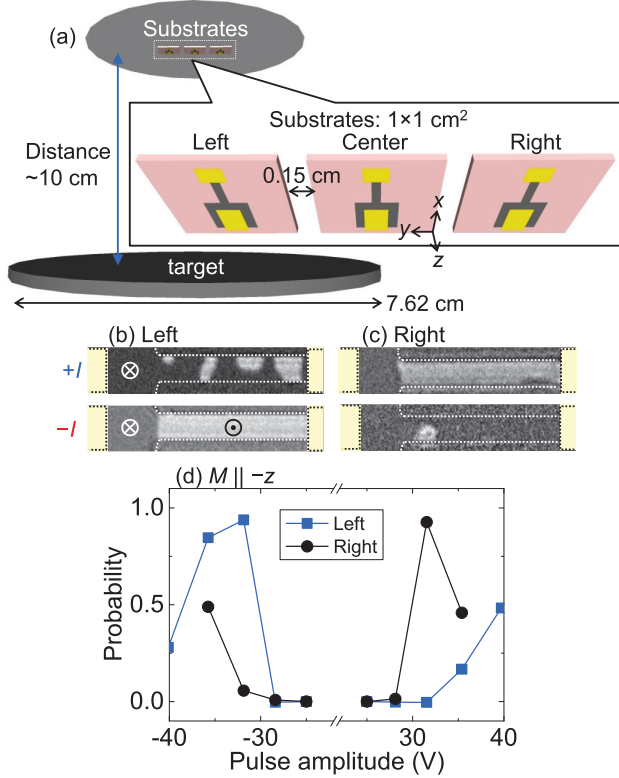 (a)
Substrates
Substrates: 1×1 cm²
Left
Center
Right
Distance
~10 cm
0.15 cm
x
y
z
target
7.62 cm
(b) Left
(c) Right
+I
−I
(d) M || −z
1.0
0.5
0.0
Probability
Left
Right
-40
-30
30
40
Pulse amplitude (V)